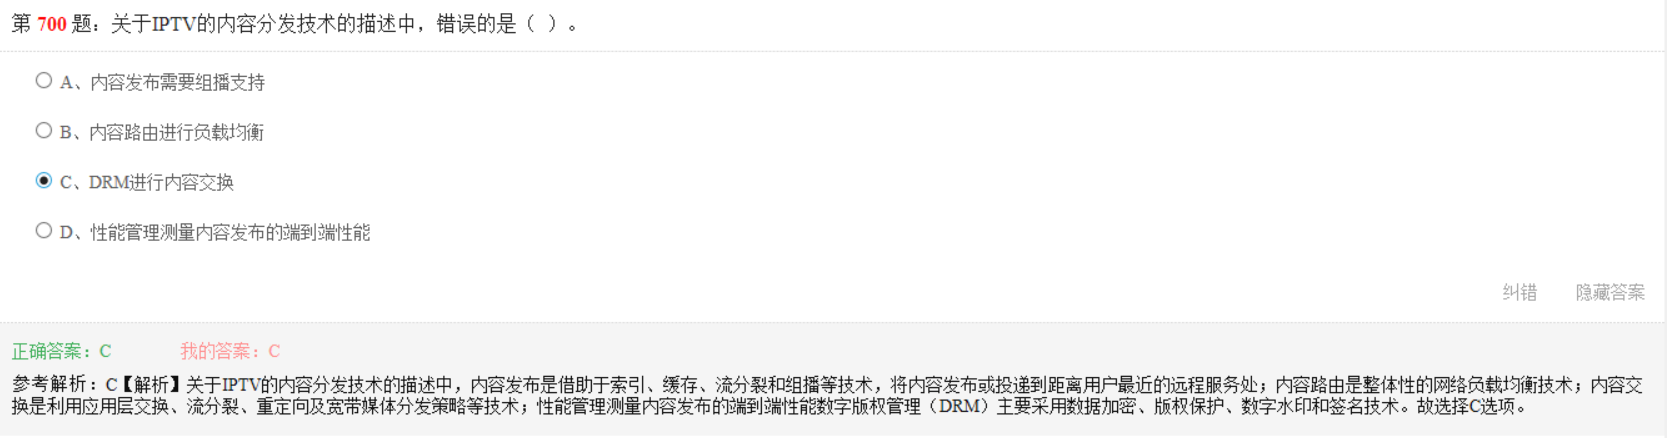 第 700 题：关于IPTV的内容分发技术的描述中，错误的是（ ）。
A、内容发布需要组播支持
B、内容路由进行负载均衡
C、DRM进行内容交换
D、性能管理测量内容发布的端到端性能
纠错 隐藏答案
正确答案：C 我的答案：C
参考解析：C【解析】关于IPTV的内容分发技术的描述中，内容发布是借助于索引、缓存、流分裂和组播等技术，将内容发布或投递到距离用户最近的远程服务处；内容路由是整体性的网络负载均衡技术；内容交
换是利用应用层交换、流分裂、重定向及宽带媒体分发策略等技术；性能管理测量内容发布的端到端性能数字版权管理（DRM）主要采用数据加密、版权保护、数字水印和签名技术。故选择C选项。